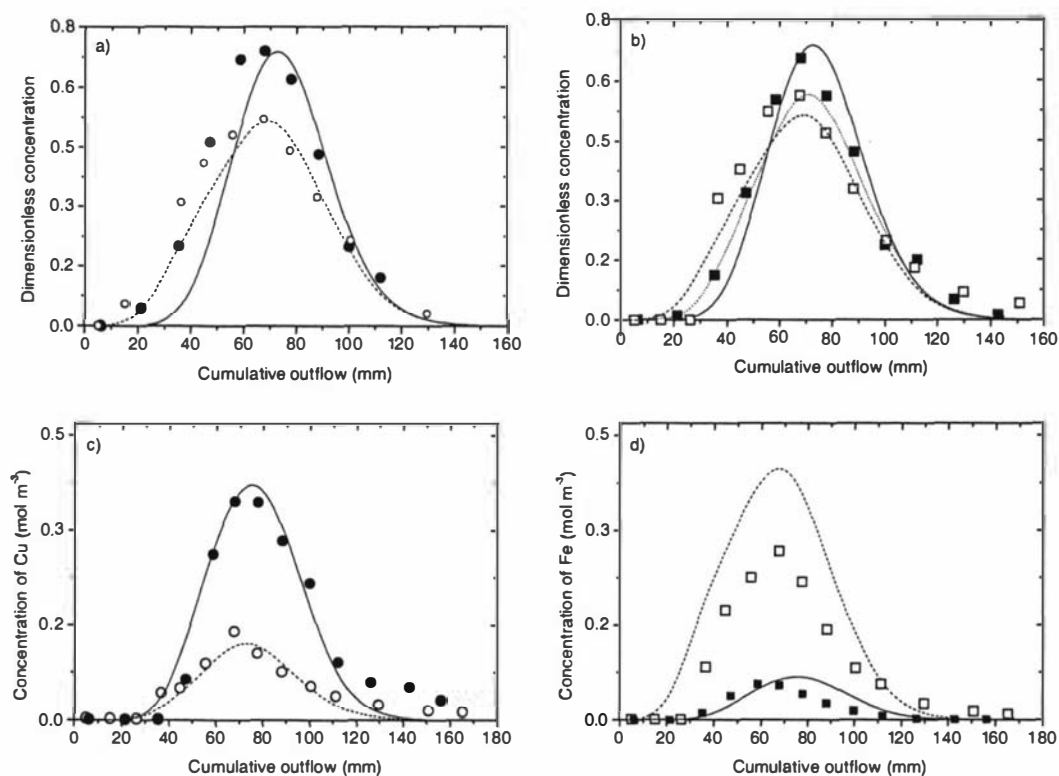 a)
Dimensionless concentration
0.8
0.6
0.5
0.3
0.2
0.0
0 20 40 60 80 100 120 140 160
Cumulative outflow (mm)
b)
Dimensionless concentration
0.8
0.6
0.5
0.3
0.2
0.0
0 20 40 60 80 100 120 140 160
Cumulative outflow (mm)
c)
Concentration of Cu (mol m⁻³)
0.5
0.3
0.2
0.0
0 20 40 60 80 100 120 140 160 180
Cumulative outflow (mm)
d)
Concentration of Fe (mol m⁻³)
0.5
0.3
0.2
0.0
0 20 40 60 80 100 120 140 160 180
Cumulative outflow (mm)